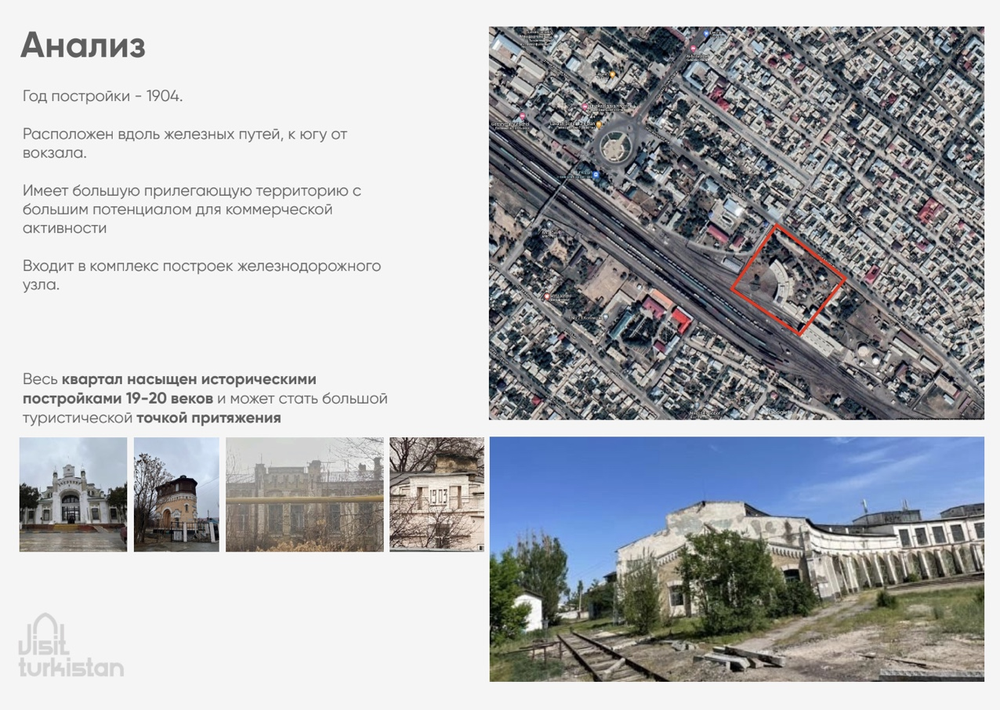 Анализ
Год постройки - 1904.
Расположен вдоль железных путей, к югу от
вокзала.
Имеет большую прилегающую территорию с
большим потенциалом для коммерческой
активности
Входит в комплекс построек железнодорожного
узла.
Весь квартал насыщен историческими
постройками 19-20 веков и может стать большой
туристической точкой притяжения
1903
Google
visit
turkistan